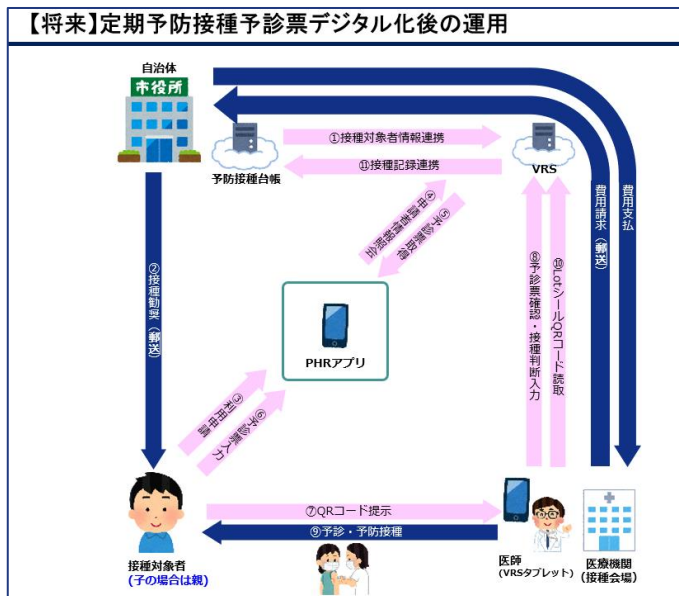 【将来】定期予防接種予診票デジタル化後の運用
自治体
市役所
予防接種台帳
①接種対象者情報連携
⑪接種記録連携
VRS
④申請者情報照会
⑤予診票取得
②接種勧奨（郵送）
PHRアプリ
③利用申請
⑥予診票入力
⑧予診票確認・接種判断入力
⑩LotシールQRコード読取
費用請求（郵送）
費用支払
⑦QRコード提示
⑨予診・予防接種
接種対象者
(子の場合は親)
医師
(VRSタブレット)
医療機関
（接種会場）